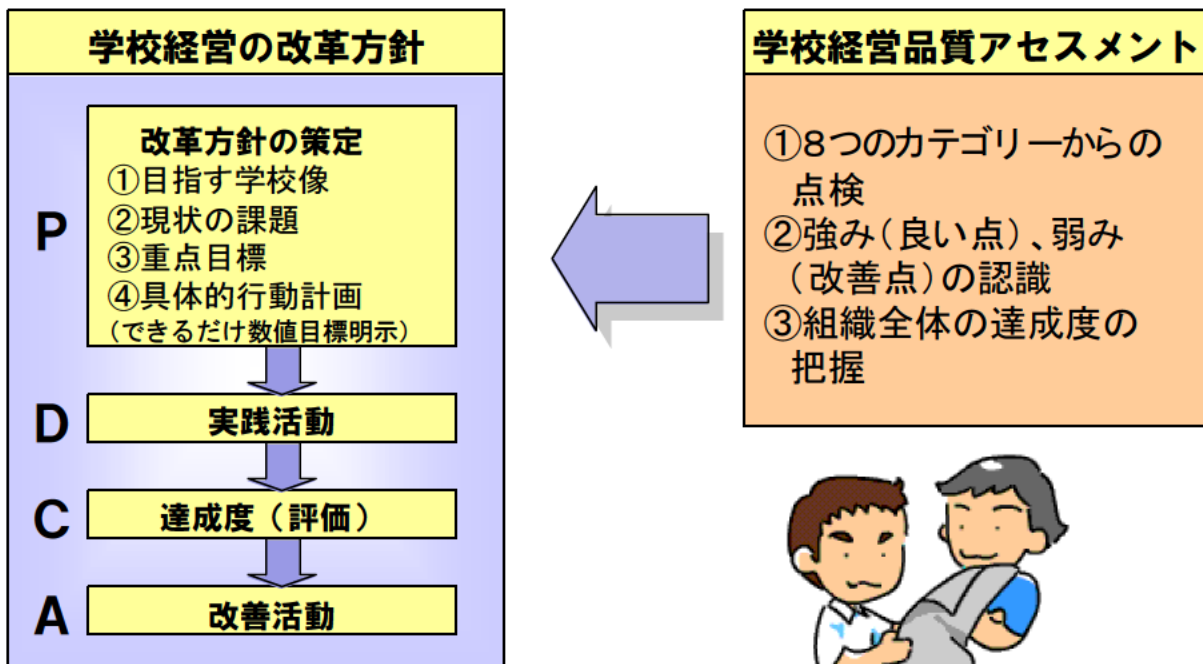 学校経営の改革方針
改革方針の策定
①目指す学校像
②現状の課題
③重点目標
④具体的行動計画
(できるだけ数値目標明示)
P
D
実践活動
C
達成度(評価)
A
改善活動
学校経営品質アセスメント
①8つのカテゴリーからの
点検
②強み(良い点)、弱み
(改善点)の認識
③組織全体の達成度の
把握